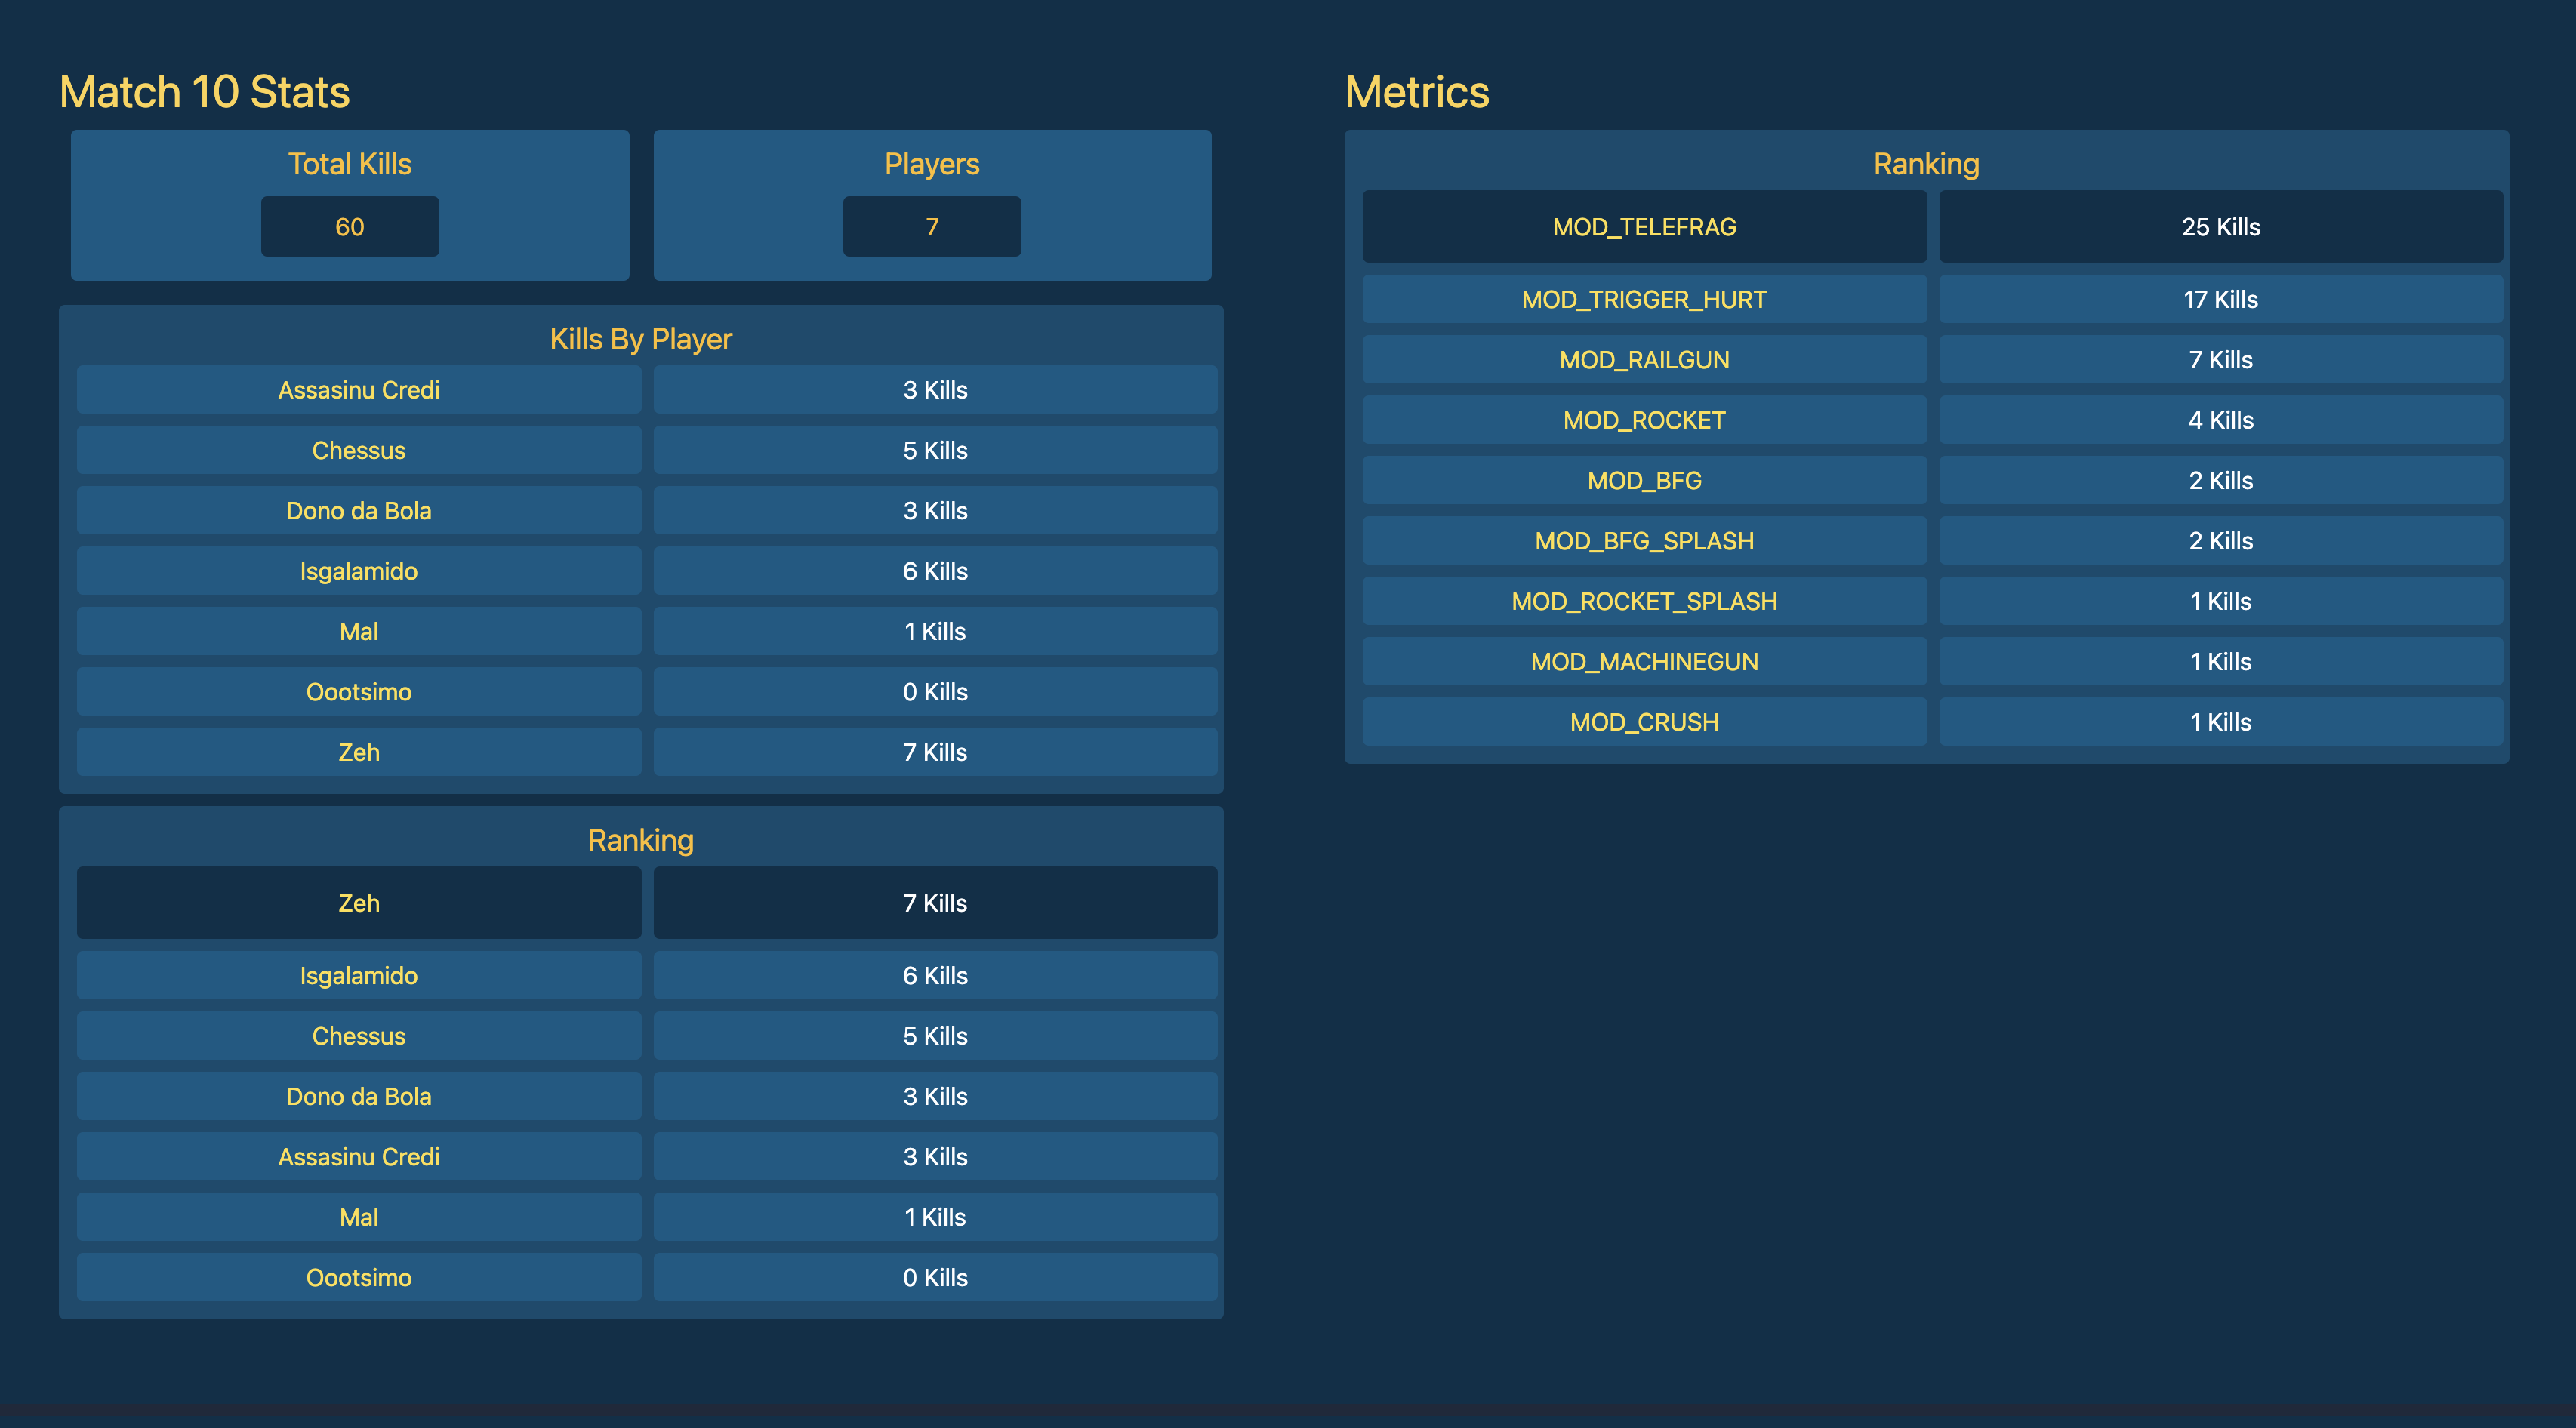 Match 10 Stats
Total Kills
60
Players
7
Kills By Player
Assasinu Credi 3 Kills
Chessus 5 Kills
Dono da Bola 3 Kills
Isgalamido 6 Kills
Mal 1 Kills
Oootsimo 0 Kills
Zeh 7 Kills
Ranking
Zeh 7 Kills
Isgalamido 6 Kills
Chessus 5 Kills
Dono da Bola 3 Kills
Assasinu Credi 3 Kills
Mal 1 Kills
Oootsimo 0 Kills
Metrics
Ranking
MOD_TELEFRAG 25 Kills
MOD_TRIGGER_HURT 17 Kills
MOD_RAILGUN 7 Kills
MOD_ROCKET 4 Kills
MOD_BFG 2 Kills
MOD_BFG_SPLASH 2 Kills
MOD_ROCKET_SPLASH 1 Kills
MOD_MACHINEGUN 1 Kills
MOD_CRUSH 1 Kills